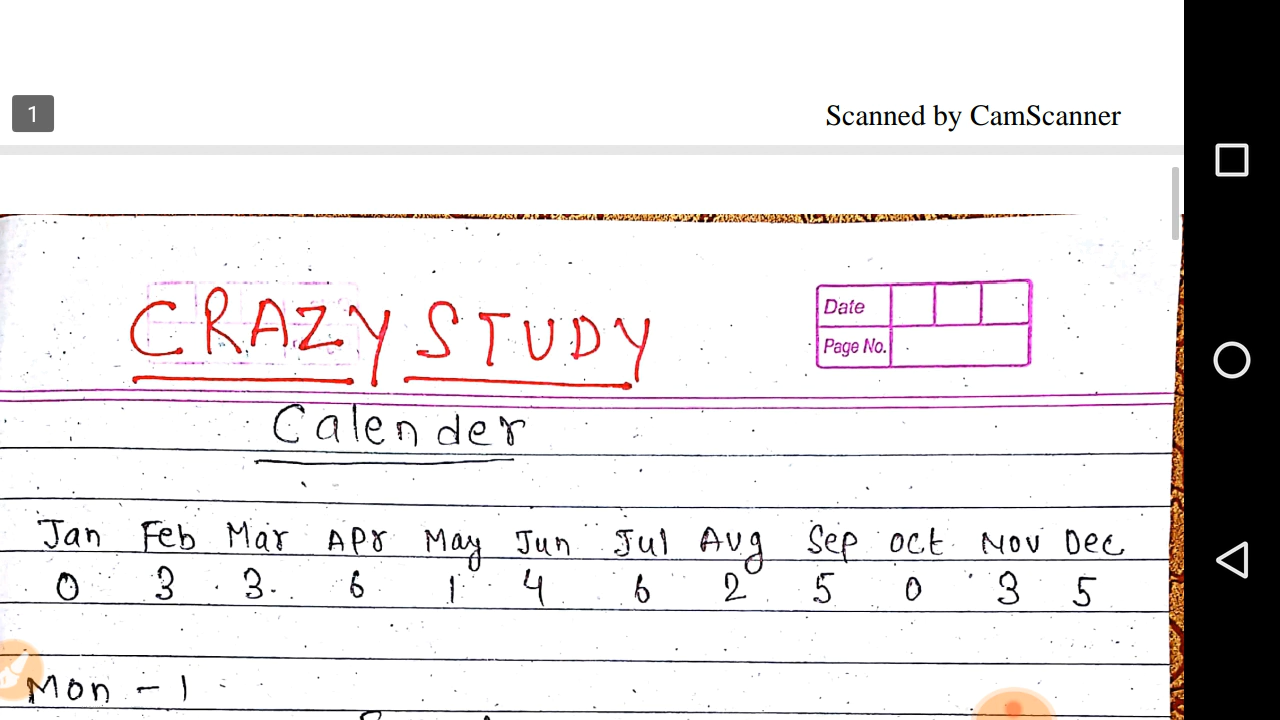 1
Scanned by CamScanner
CRAZY STUDY
Date
Page No.
Calender
Jan Feb Mar Apr May Jun Jul Aug Sep oct Nov Dec
0 3 3 6 1 4 6 2 5 0 3 5
Mon - 1